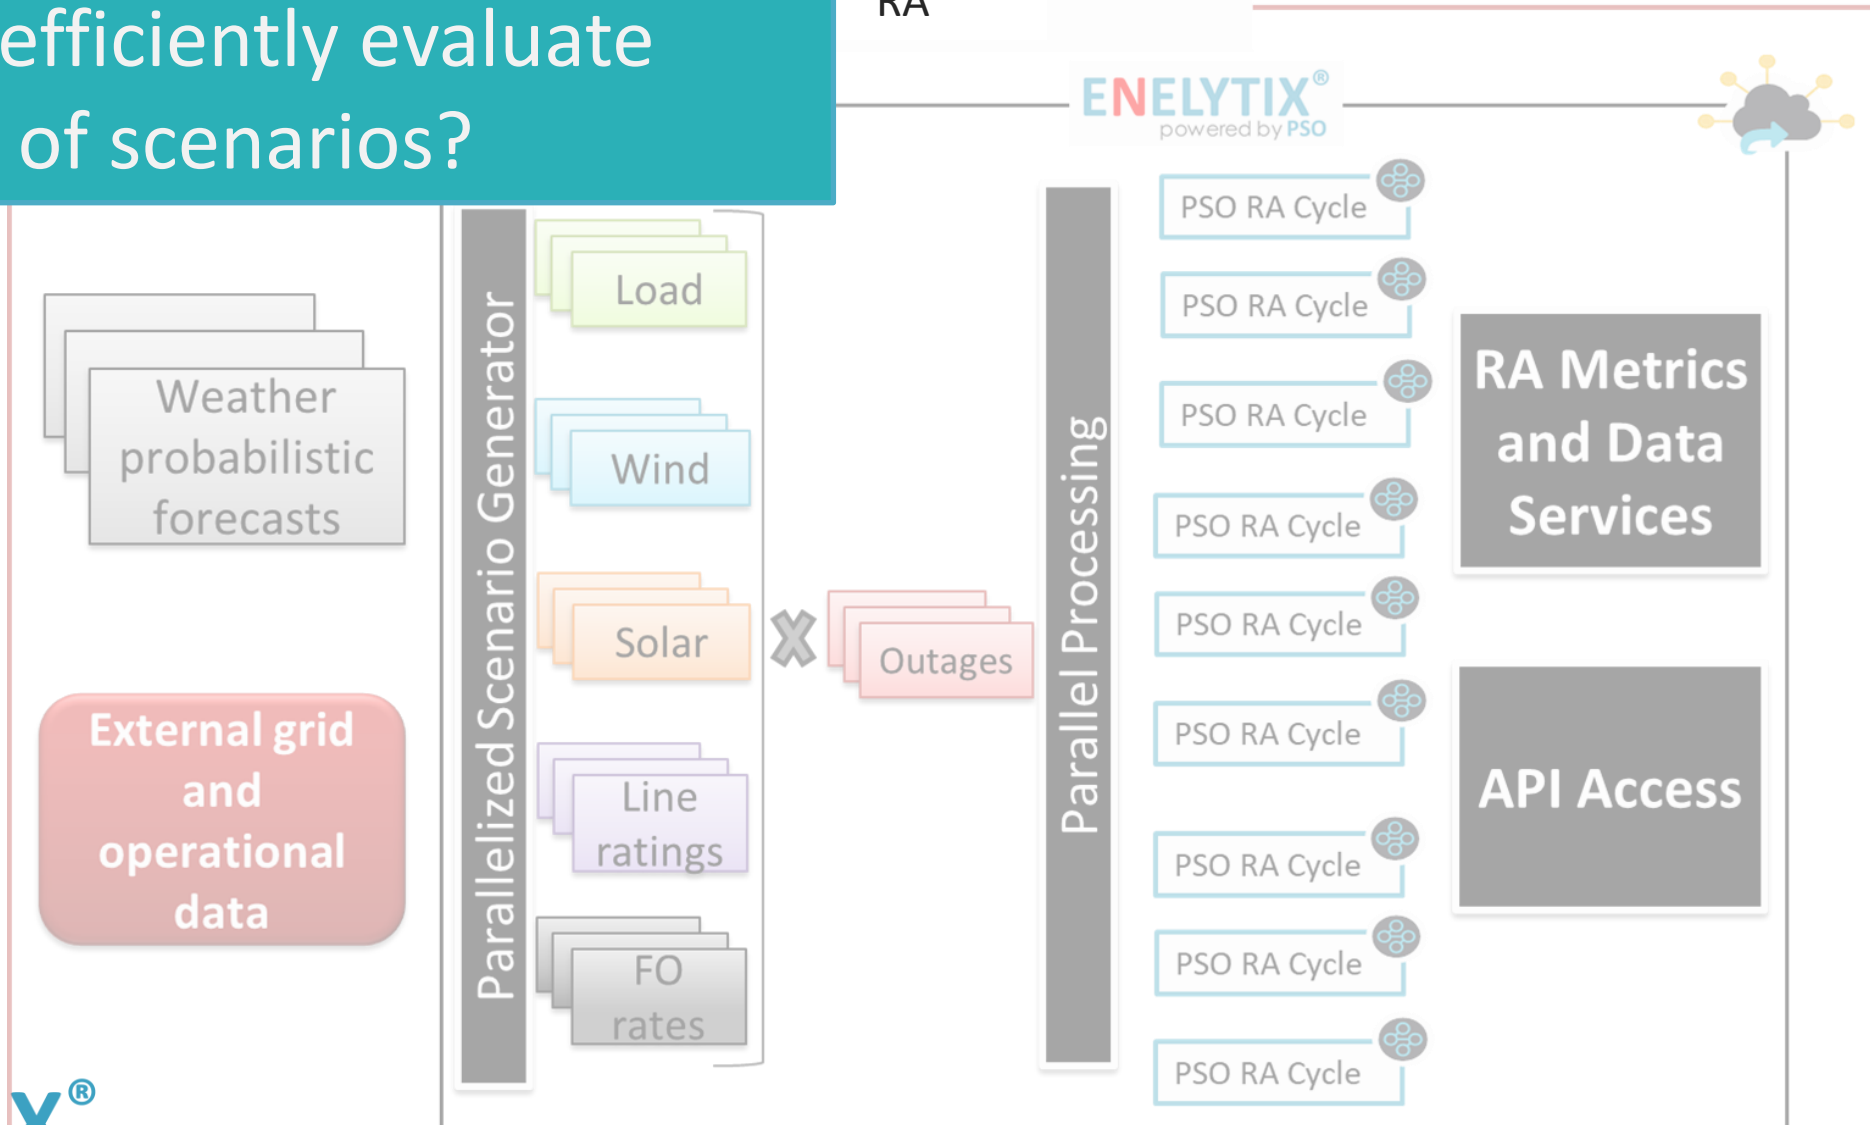 efficiently evaluate
of scenarios?
RA
ENELYTIX®
powered by PSO
Weather
probabilistic
forecasts
External grid
and
operational
data
Parallelized Scenario Generator
Load
Wind
Solar
Line
ratings
FO
rates
X
Outages
Parallel Processing
PSO RA Cycle
PSO RA Cycle
PSO RA Cycle
PSO RA Cycle
PSO RA Cycle
PSO RA Cycle
PSO RA Cycle
PSO RA Cycle
PSO RA Cycle
RA Metrics
and Data
Services
API Access
X®